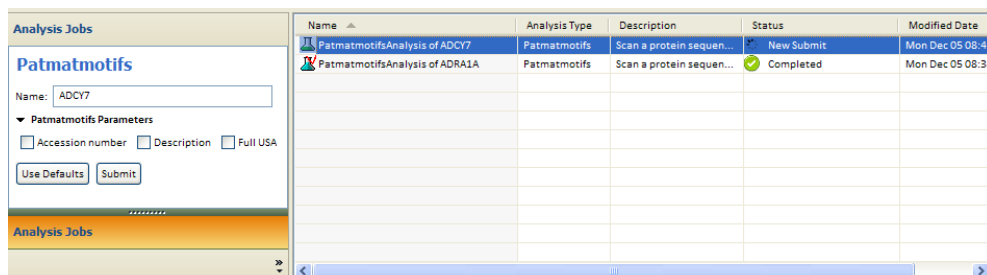 Analysis Jobs
Patmatmotifs
Name: ADCY7
Patmatmotifs Parameters
Accession number Description Full USA
Use Defaults Submit
Analysis Jobs
»
Name Analysis Type Description Status Modified Date
PatmatmotifsAnalysis of ADCY7 Patmatmotifs Scan a protein sequen... New Submit Mon Dec 05 08:4
PatmatmotifsAnalysis of ADRA1A Patmatmotifs Scan a protein sequen... Completed Mon Dec 05 08:3